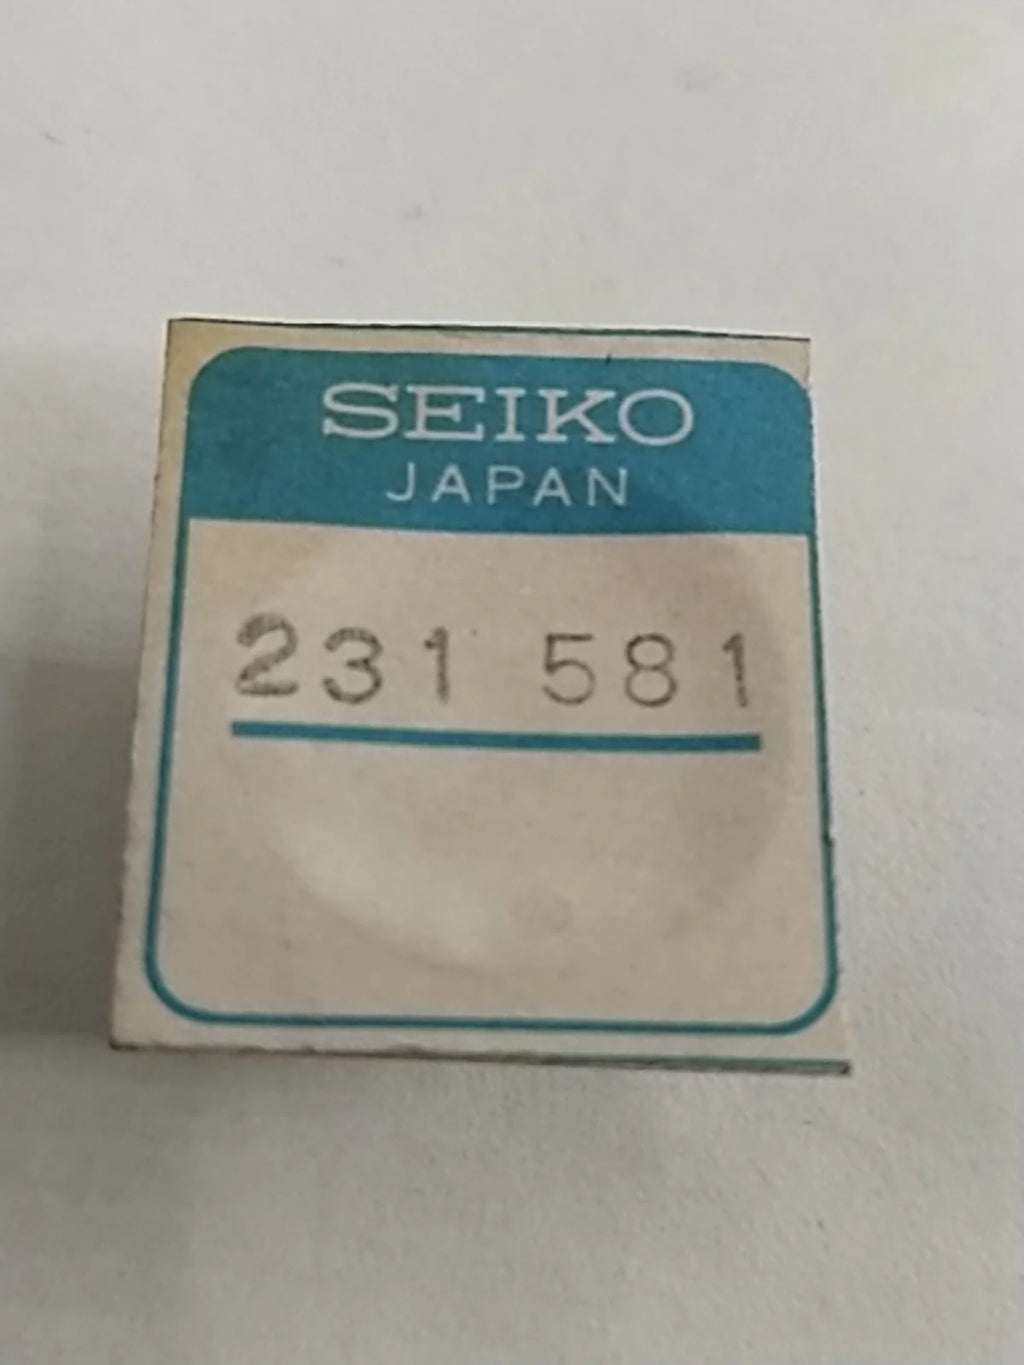 SEIKO
JAPAN
231 581